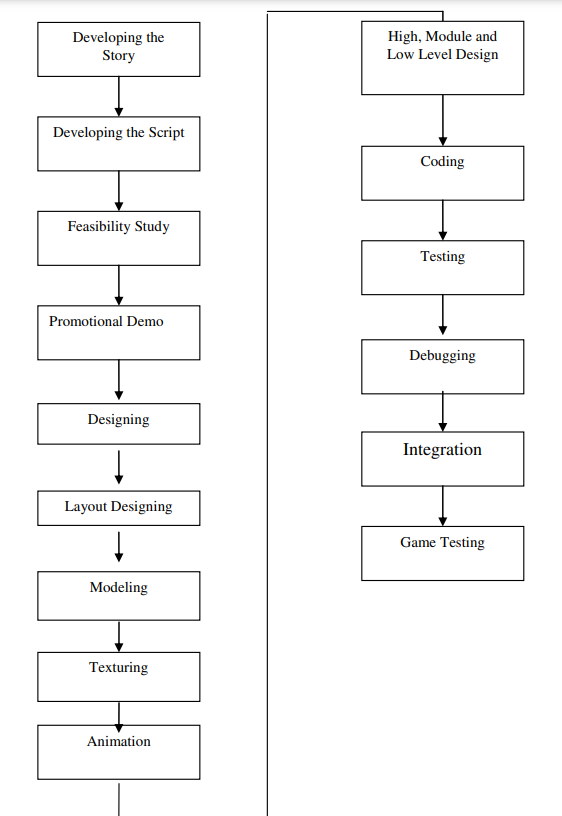 Developing the
Story
Developing the Script
Feasibility Study
Promotional Demo
Designing
Layout Designing
Modeling
Texturing
Animation
High, Module and
Low Level Design
Coding
Testing
Debugging
Integration
Game Testing